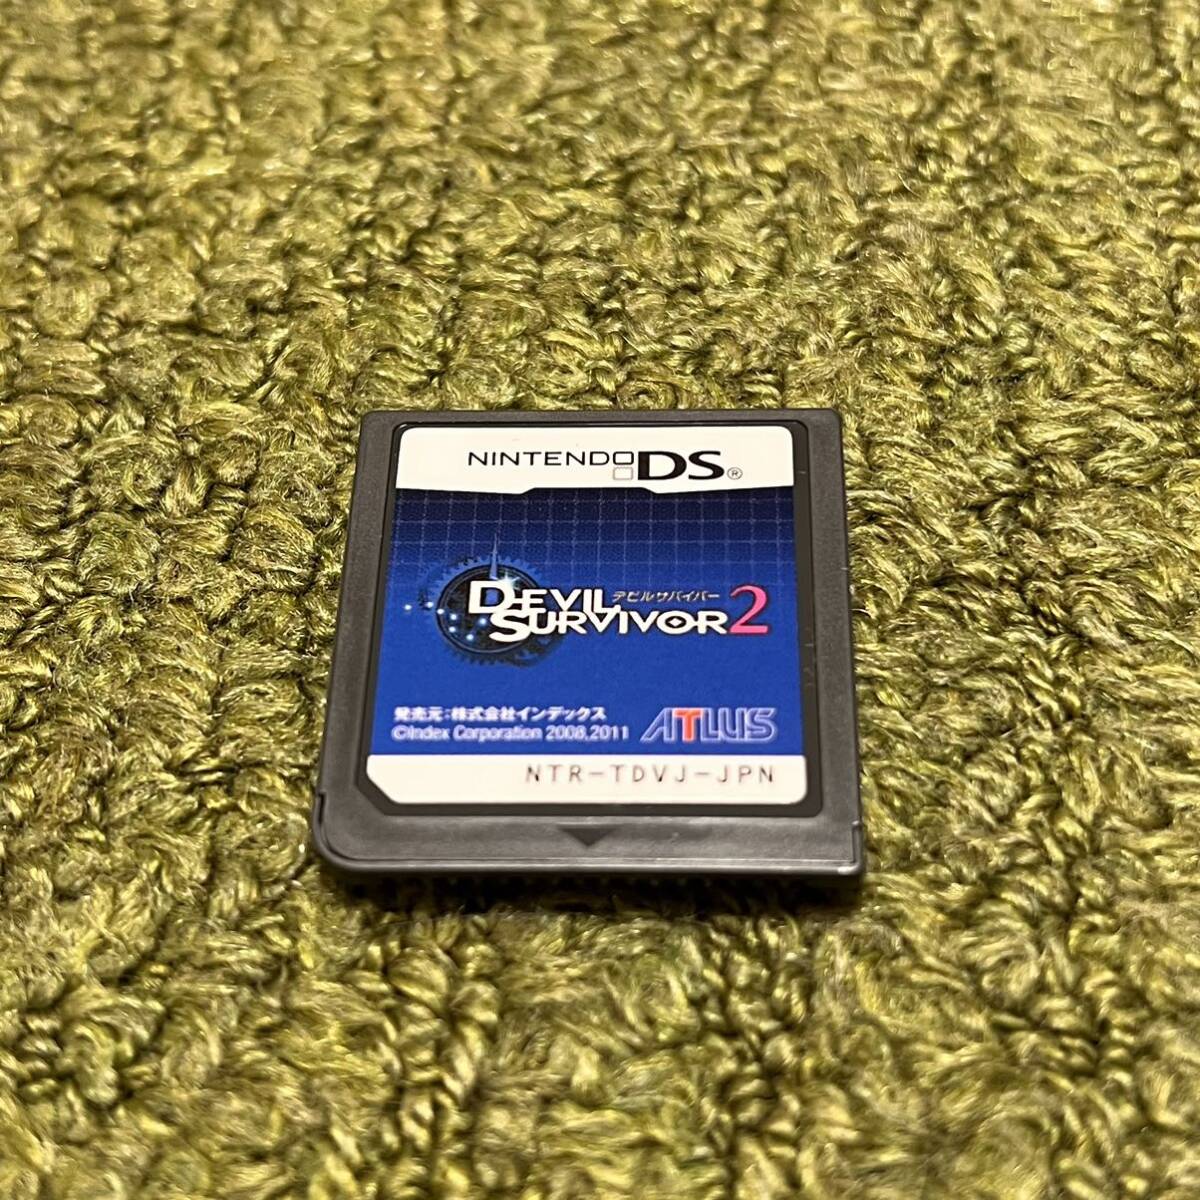 NINTENDO DS®
デビルサバイバー
DEVIL SURVIVOR 2
発売元:株式会社インデックス
©Index Corporation 2008,2011
ATLUS
NTR-TDVJ-JPN